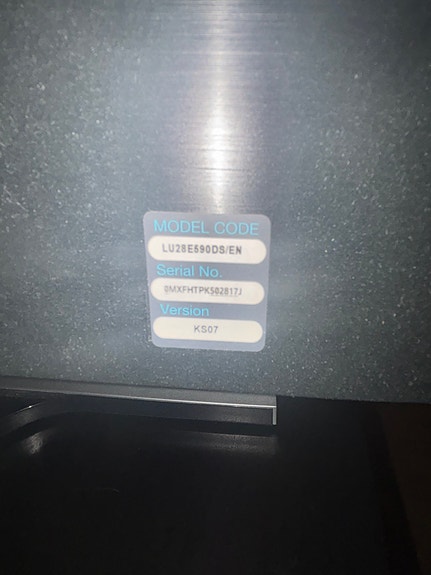 MODEL CODE
LU28E590DS/EN
Serial No.
0MXFHTPK502817J
Version
KS07